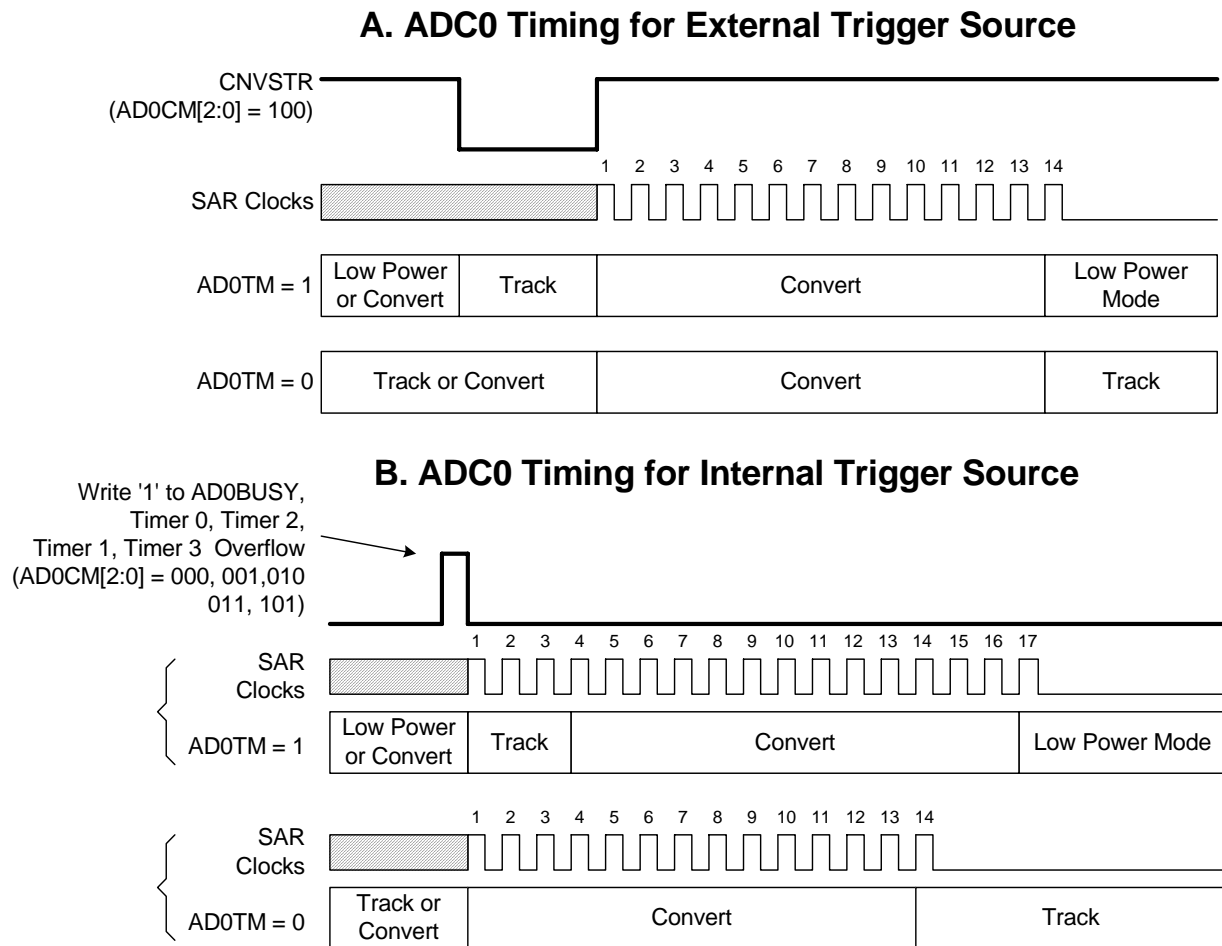 A. ADC0 Timing for External Trigger Source
CNVSTR
(AD0CM[2:0] = 100)
1 2 3 4 5 6 7 8 9 10 11 12 13 14
SAR Clocks
AD0TM = 1
Low Power
or Convert
Track
Convert
Low Power
Mode
AD0TM = 0
Track or Convert
Convert
Track
B. ADC0 Timing for Internal Trigger Source
Write '1' to AD0BUSY,
Timer 0, Timer 2,
Timer 1, Timer 3 Overflow
(AD0CM[2:0] = 000, 001,010
011, 101)
1 2 3 4 5 6 7 8 9 10 11 12 13 14 15 16 17
SAR
Clocks
AD0TM = 1
Low Power
or Convert
Track
Convert
Low Power Mode
1 2 3 4 5 6 7 8 9 10 11 12 13 14
SAR
Clocks
AD0TM = 0
Track or
Convert
Convert
Track